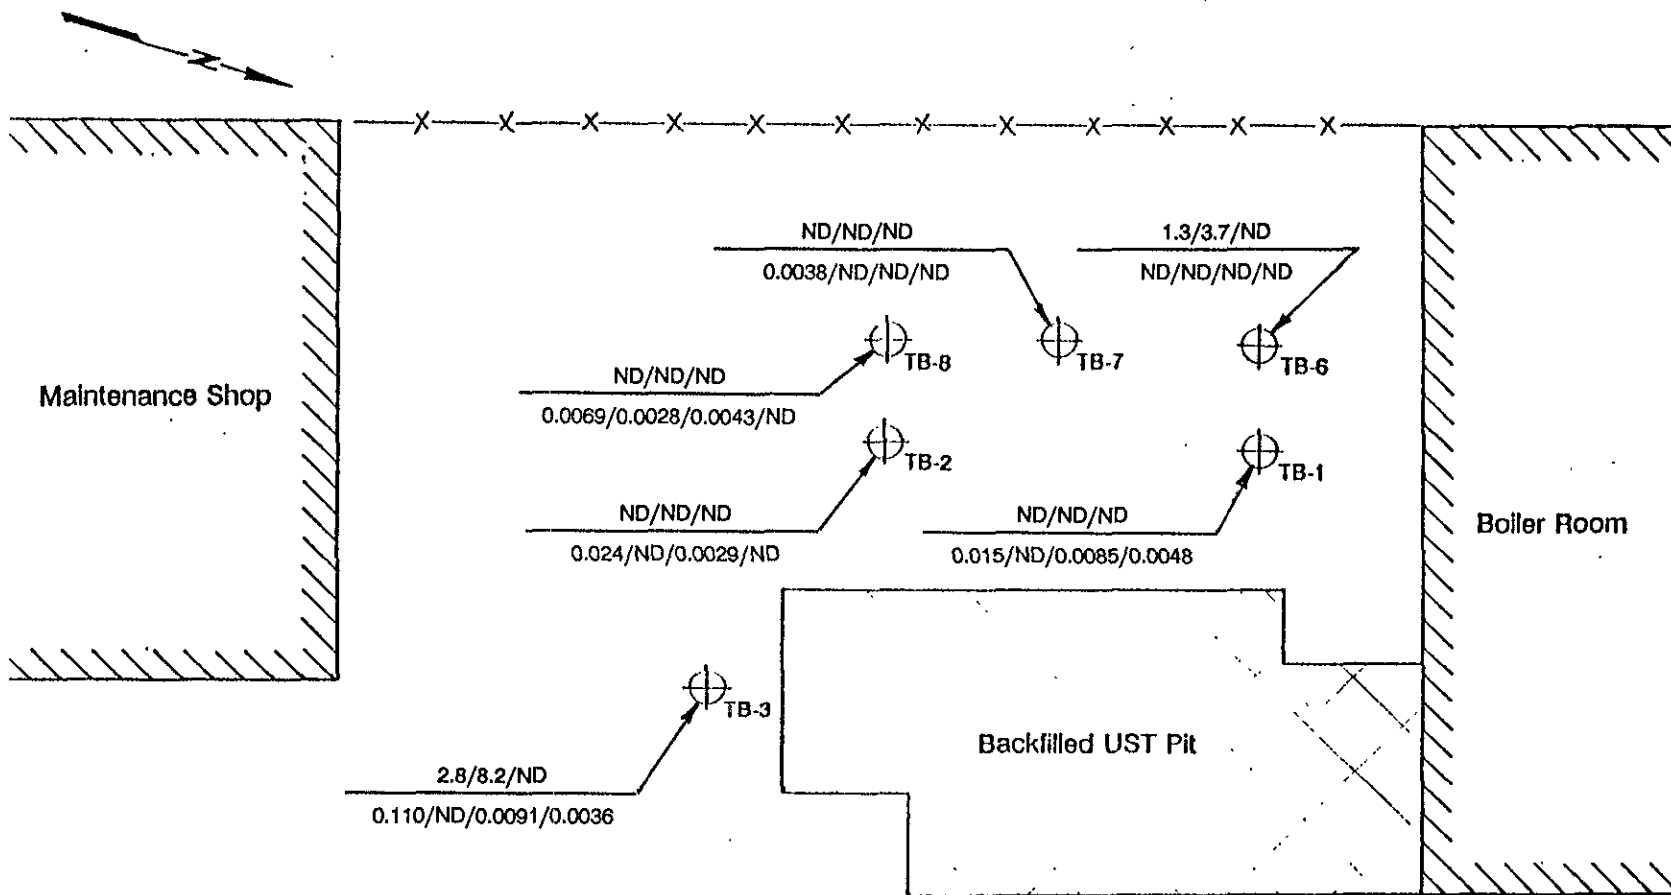 N
ND/ND/ND
0.0038/ND/ND/ND
TB-7
1.3/3.7/ND
ND/ND/ND/ND
TB-6
ND/ND/ND
0.0069/0.0028/0.0043/ND
TB-8
Maintenance Shop
ND/ND/ND
0.024/ND/0.0029/ND
TB-2
ND/ND/ND
0.015/ND/0.0085/0.0048
TB-1
Boiler Room
2.8/8.2/ND
0.110/ND/0.0091/0.0036
TB-3
Backfilled UST Pit